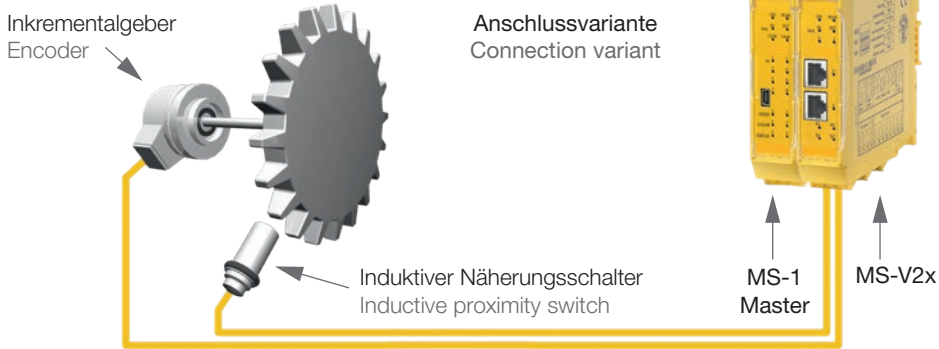 Inkrementalgeber
Encoder
Anschlussvariante
Connection variant
Induktiver Näherungsschalter
Inductive proximity switch
MS-1
Master
MS-V2x